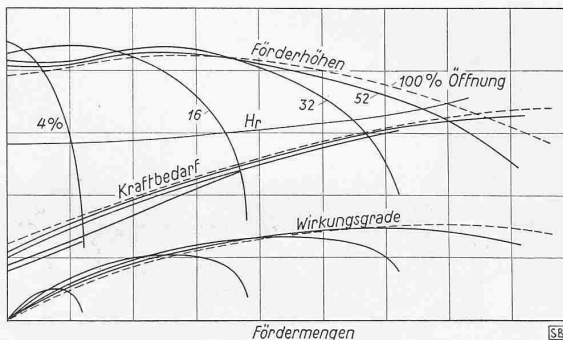 Förderhöhen
100% Öffnung
52
32
16
4%
Hr
Kraftbedarf
Wirkungsgrade
Fördermengen
SB